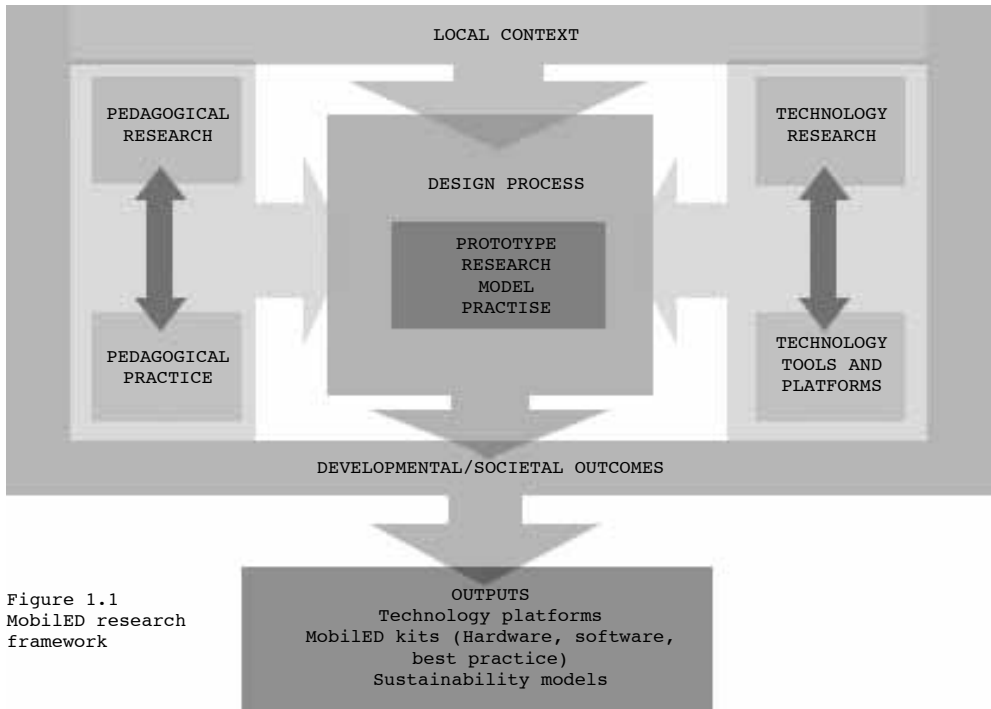 LOCAL CONTEXT
PEDAGOGICAL
RESEARCH
TECHNOLOGY
RESEARCH
DESIGN PROCESS
PROTOTYPE
RESEARCH
MODEL
PRACTISE
PEDAGOGICAL
PRACTICE
TECHNOLOGY
TOOLS AND
PLATFORMS
DEVELOPMENTAL/SOCIETAL OUTCOMES
Figure 1.1
MobilED research
framework
OUTPUTS
Technology platforms
MobilED kits (Hardware, software,
best practice)
Sustainability models